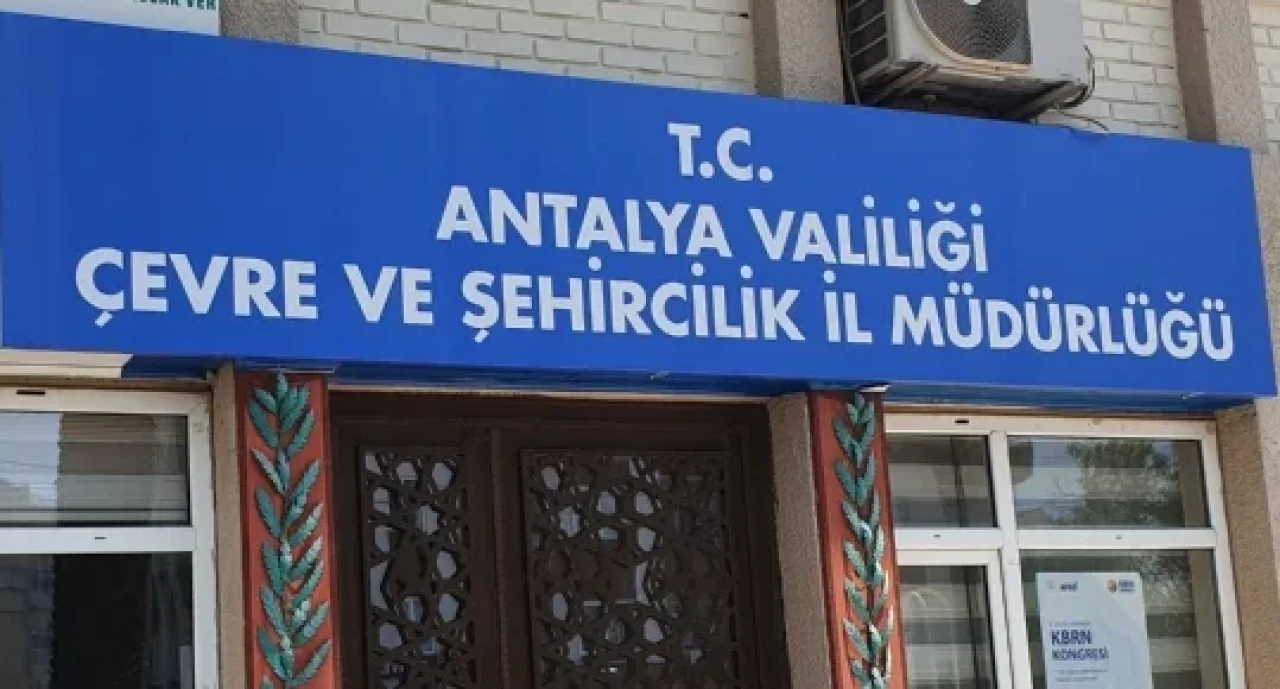 T.C.
ANTALYA VALİLİĞİ
ÇEVRE VE ŞEHİRCİLİK İL MÜDÜRLÜĞÜ
KBRN
KONGRESİ